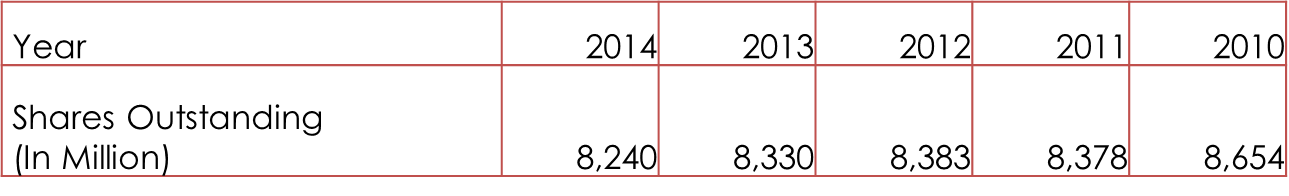 Year 2014 2013 2012 2011 2010
Shares Outstanding
(In Million) 8,240 8,330 8,383 8,378 8,654